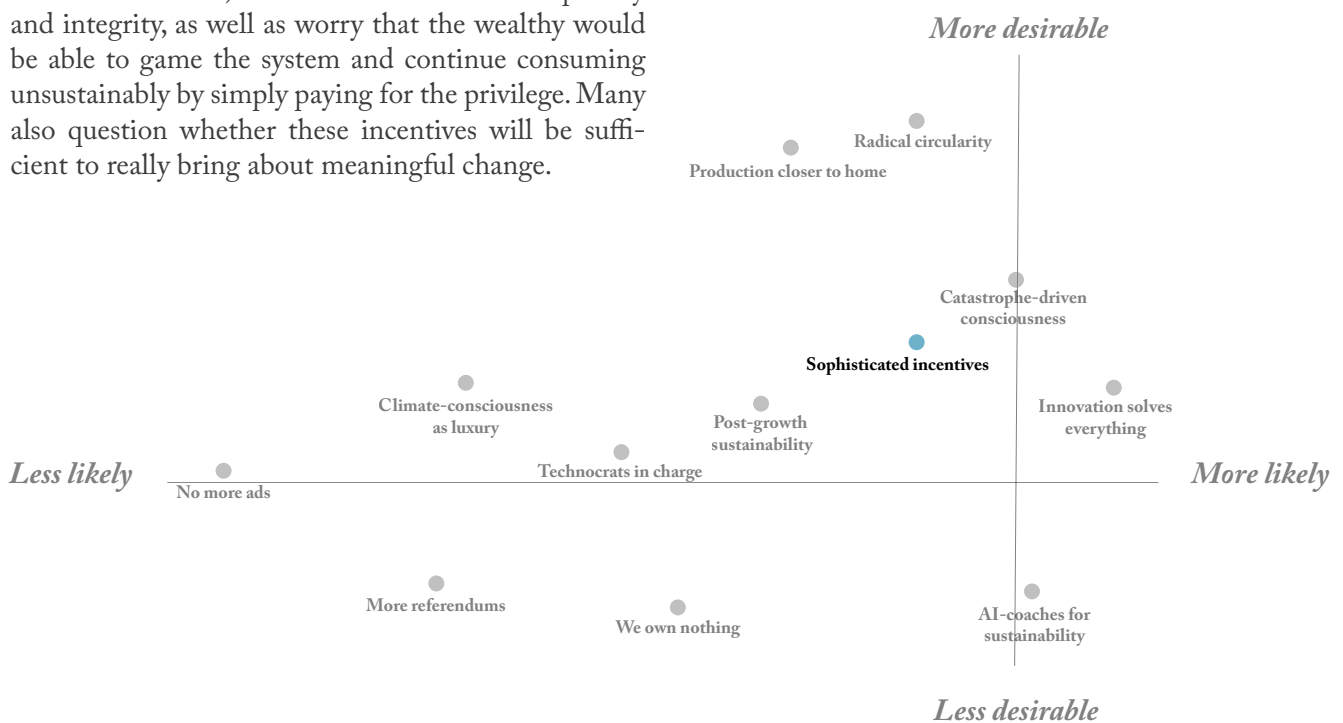 and integrity, as well as worry that the wealthy would
be able to game the system and continue consuming
unsustainably by simply paying for the privilege. Many
also question whether these incentives will be suffi-
cient to really bring about meaningful change.
More desirable
Radical circularity
Production closer to home
Catastrophe-driven
consciousness
Sophisticated incentives
Climate-consciousness
as luxury
Post-growth
sustainability
Innovation solves
everything
Technocrats in charge
Less likely
No more ads
More likely
More referendums
We own nothing
AI-coaches for
sustainability
Less desirable